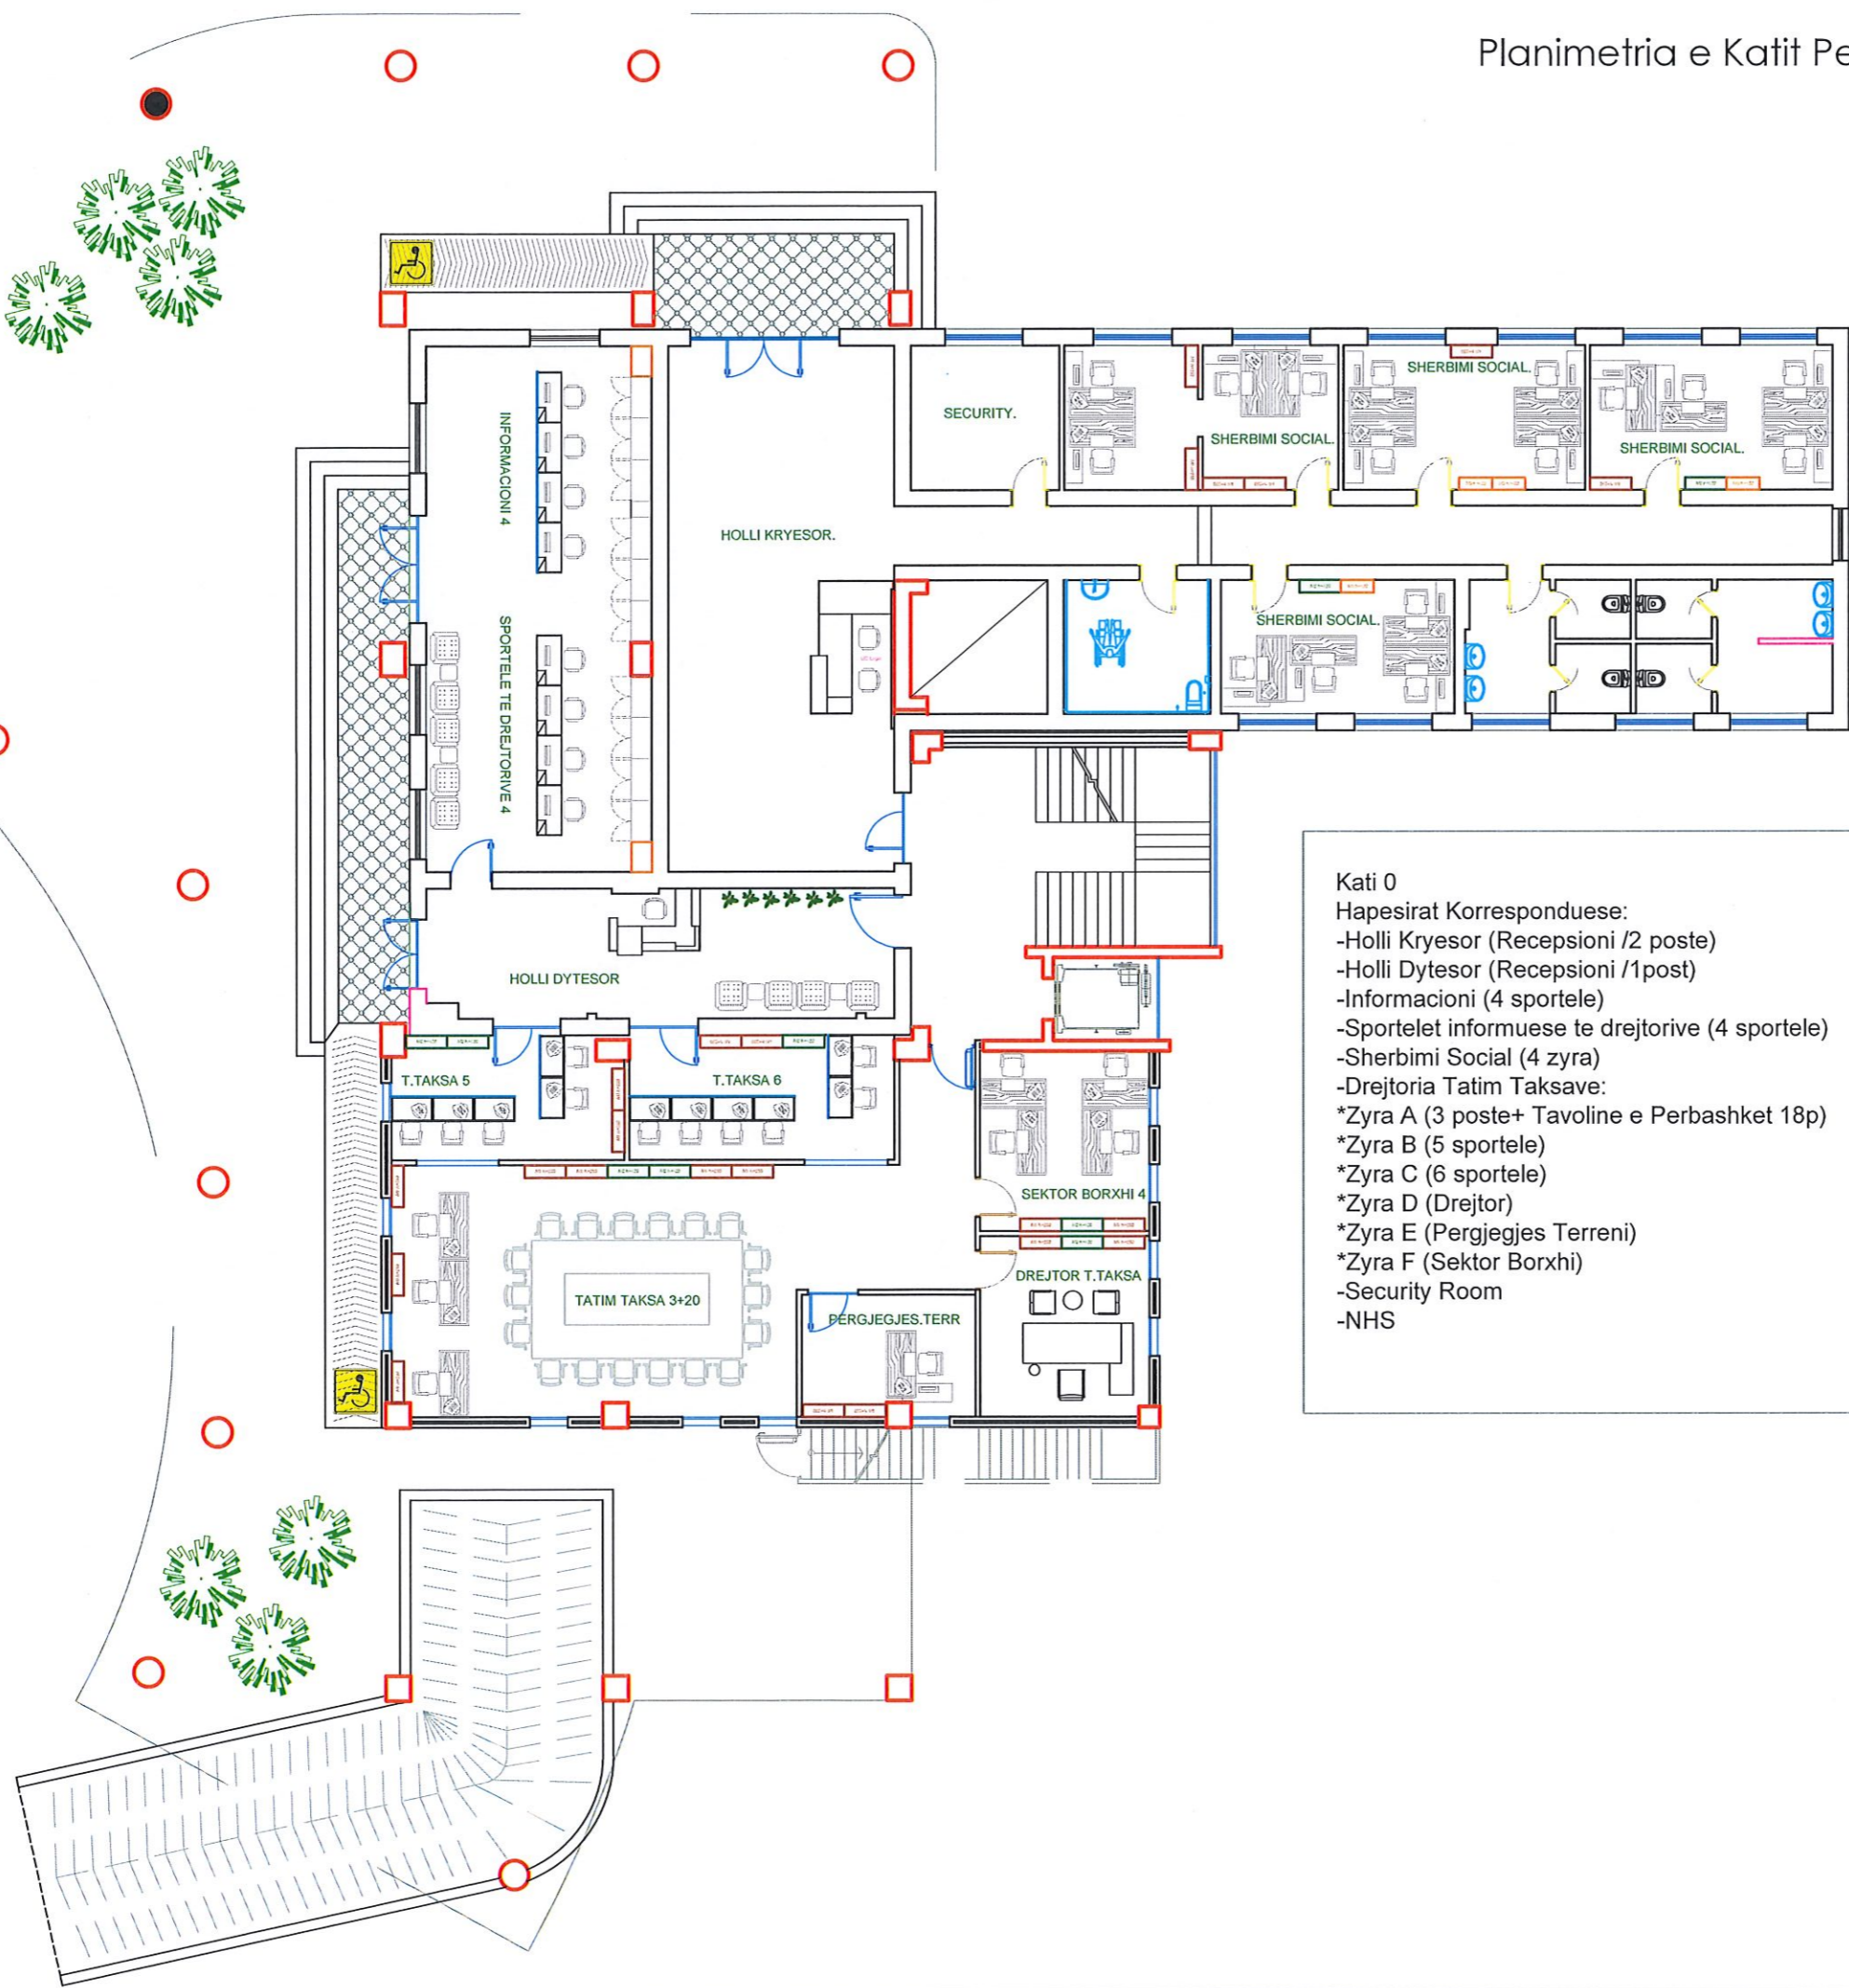 Planimetria e Katit Pe
SECURITY.
SHERBIMI SOCIAL.
SHERBIMI SOCIAL.
SHERBIMI SOCIAL.
INFORMACIONI 4
HOLLI KRYESOR.
SPORTELE TE DREJTORIVE 4
SHERBIMI SOCIAL.
HOLLI DYTESOR
T.TAKSA 5
T.TAKSA 6
SEKTOR BORXHI 4
DREJTOR T.TAKSA
TATIM TAKSA 3+20
PERGJEGJES.TERR
Kati 0
Hapesirat Korresponduese:
-Holli Kryesor (Recepsioni /2 poste)
-Holli Dytesor (Recepsioni /1post)
-Informacioni (4 sportele)
-Sportelet informuese te drejtorive (4 sportele)
-Sherbimi Social (4 zyra)
-Drejtoria Tatim Taksave:
*Zyra A (3 poste+ Tavoline e Perbashket 18p)
*Zyra B (5 sportele)
*Zyra C (6 sportele)
*Zyra D (Drejtor)
*Zyra E (Pergjegjes Terreni)
*Zyra F (Sektor Borxhi)
-Security Room
-NHS